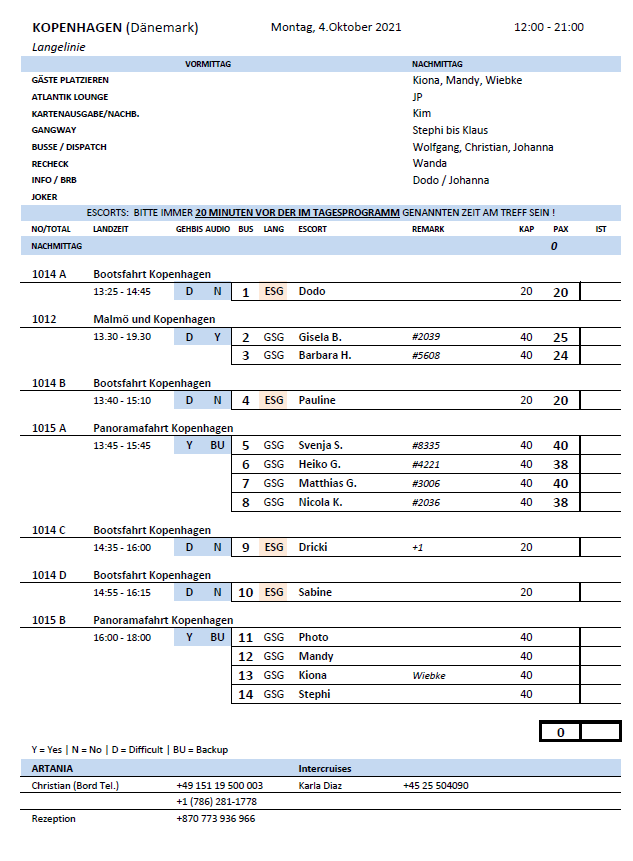 KOPENHAGEN (Dänemark) Montag, 4.Oktober 2021 12:00 - 21:00
Langelinie
VORMITTAG NACHMITTAG
GÄSTE PLATZIEREN Kiona, Mandy, Wiebke
ATLANTIK LOUNGE JP
KARTENAUSGABE/NACHB. Kim
GANGWAY Stephi bis Klaus
BUSSE / DISPATCH Wolfgang, Christian, Johanna
RECHECK Wanda
INFO / BRB Dodo / Johanna
JOKER
ESCORTS: BITTE IMMER 20 MINUTEN VOR DER IM TAGESPROGRAMM GENANNTEN ZEIT AM TREFF SEIN !
NO/TOTAL LANDZEIT GEHBIS AUDIO BUS LANG ESCORT REMARK KAP PAX IST
NACHMITTAG 0
1014 A Bootsfahrt Kopenhagen
13:25 - 14:45 D N 1 ESG Dodo 20 20
1012 Malmö und Kopenhagen
13.30 - 19.30 D Y 2 GSG Gisela B. #2039 40 25
3 GSG Barbara H. #5608 40 24
1014 B Bootsfahrt Kopenhagen
13:40 - 15:10 D N 4 ESG Pauline 20 20
1015 A Panoramafahrt Kopenhagen
13:45 - 15:45 Y BU 5 GSG Svenja S. #8335 40 40
6 GSG Heiko G. #4221 40 38
7 GSG Matthias G. #3006 40 40
8 GSG Nicola K. #2036 40 38
1014 C Bootsfahrt Kopenhagen
14:35 - 16:00 D N 9 ESG Dricki +1 20
1014 D Bootsfahrt Kopenhagen
14:55 - 16:15 D N 10 ESG Sabine 20
1015 B Panoramafahrt Kopenhagen
16:00 - 18:00 Y BU 11 GSG Photo 40
12 GSG Mandy 40
13 GSG Kiona Wiebke 40
14 GSG Stephi 40
0
Y = Yes | N = No | D = Difficult | BU = Backup
ARTANIA Intercruises
Christian (Bord Tel.) +49 151 19 500 003 Karla Diaz +45 25 504090
+1 (786) 281-1778
Rezeption +870 773 936 966